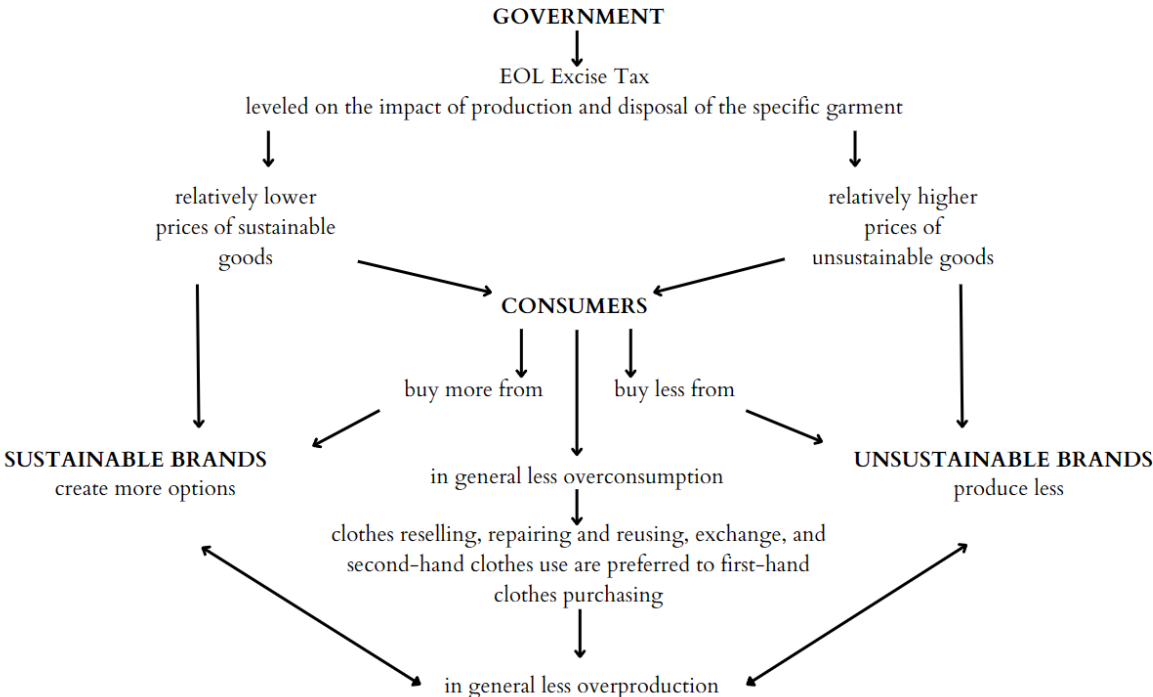 GOVERNMENT
EOL Excise Tax
leveled on the impact of production and disposal of the specific garment
relatively lower
prices of sustainable
goods
relatively higher
prices of
unsustainable goods
CONSUMERS
buy more from
buy less from
SUSTAINABLE BRANDS
create more options
in general less overconsumption
UNSUSTAINABLE BRANDS
produce less
clothes reselling, repairing and reusing, exchange, and
second-hand clothes use are preferred to first-hand
clothes purchasing
in general less overproduction